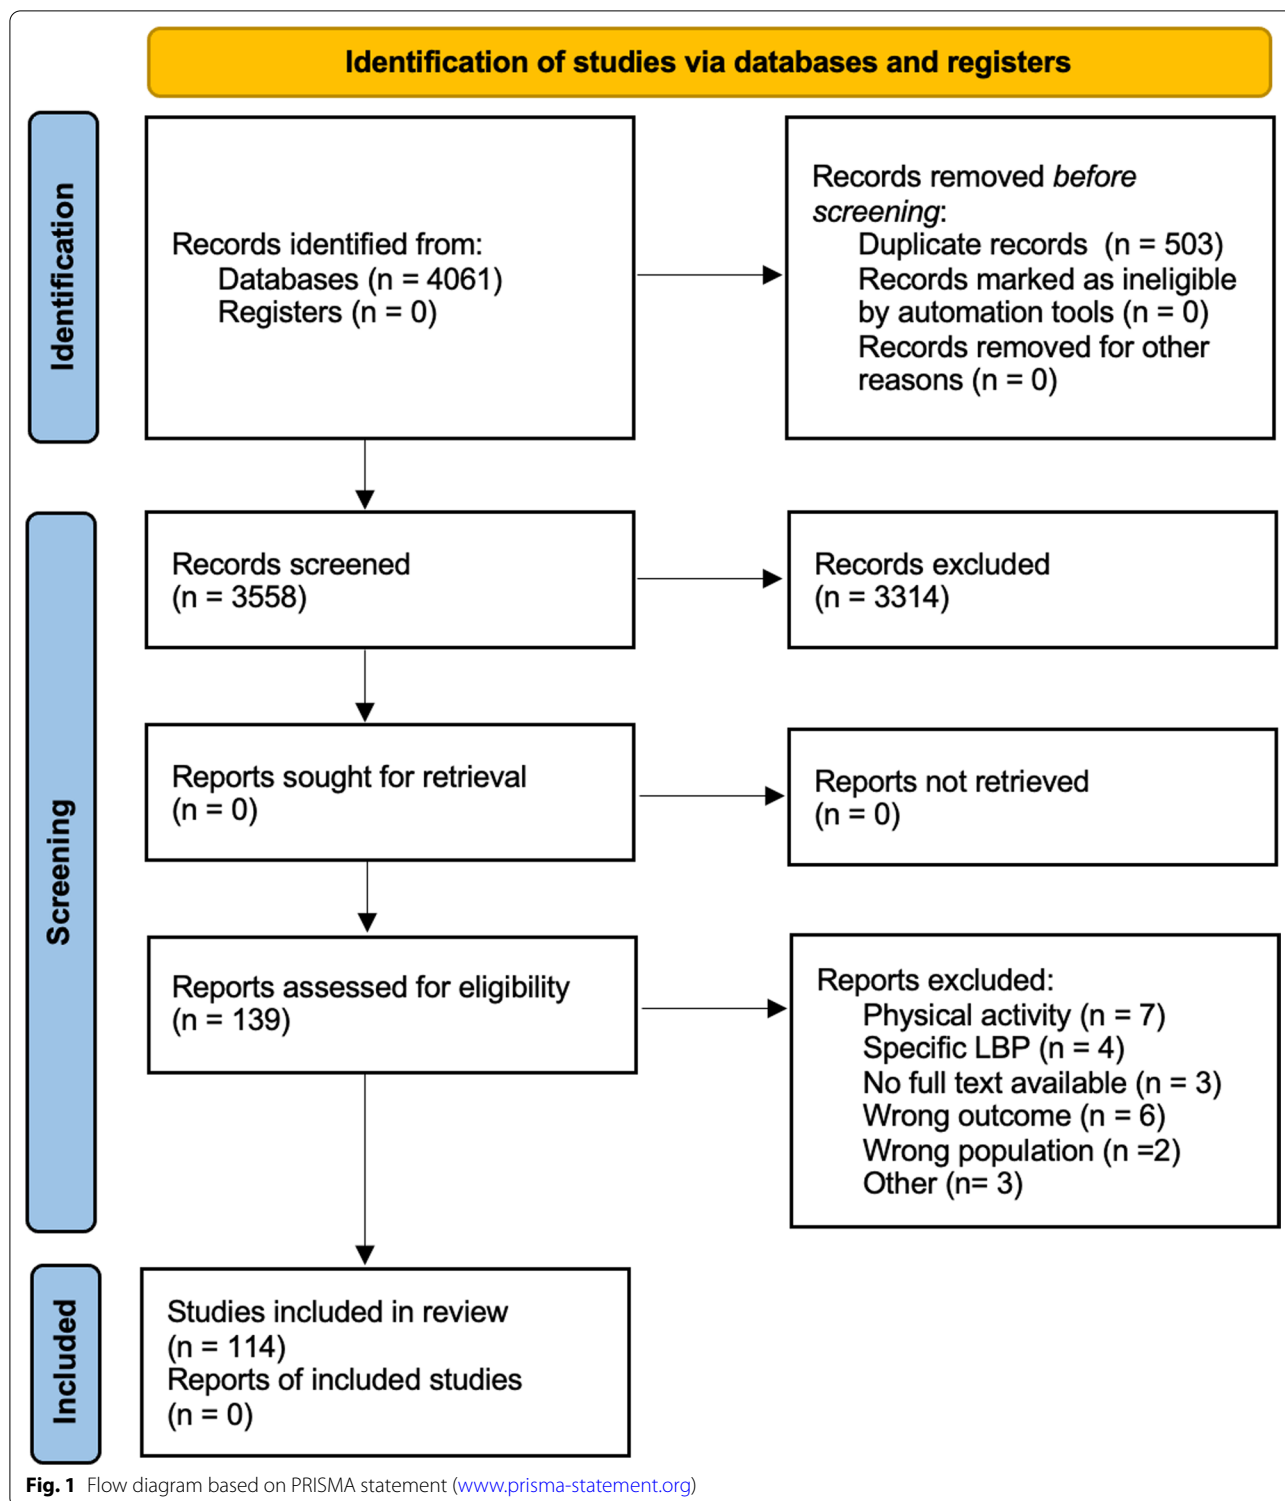 Identification of studies via databases and registers
Identification
Records identified from:
Databases (n = 4061)
Registers (n = 0)
Records removed before
screening:
Duplicate records  (n = 503)
Records marked as ineligible
by automation tools (n = 0)
Records removed for other
reasons (n = 0)
Screening
Records screened
(n = 3558)
Records excluded
(n = 3314)
Reports sought for retrieval
(n = 0)
Reports not retrieved
(n = 0)
Reports assessed for eligibility
(n = 139)
Reports excluded:
Physical activity (n = 7)
Specific LBP (n = 4)
No full text available (n = 3)
Wrong outcome (n = 6)
Wrong population (n =2)
Other (n= 3)
Included
Studies included in review
(n = 114)
Reports of included studies
(n = 0)
Fig. 1 Flow diagram based on PRISMA statement (www.prisma-statement.org)